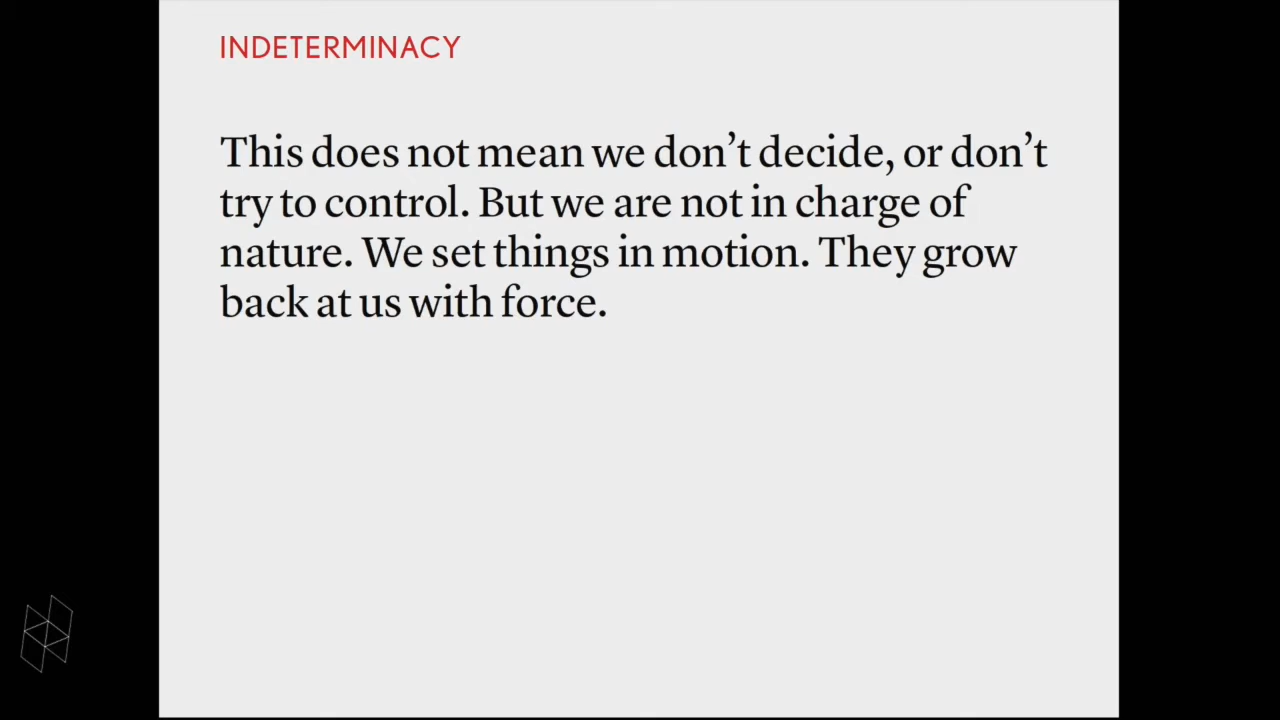 INDETERMINACY
This does not mean we don’t decide, or don’t
try to control. But we are not in charge of
nature. We set things in motion. They grow
back at us with force.